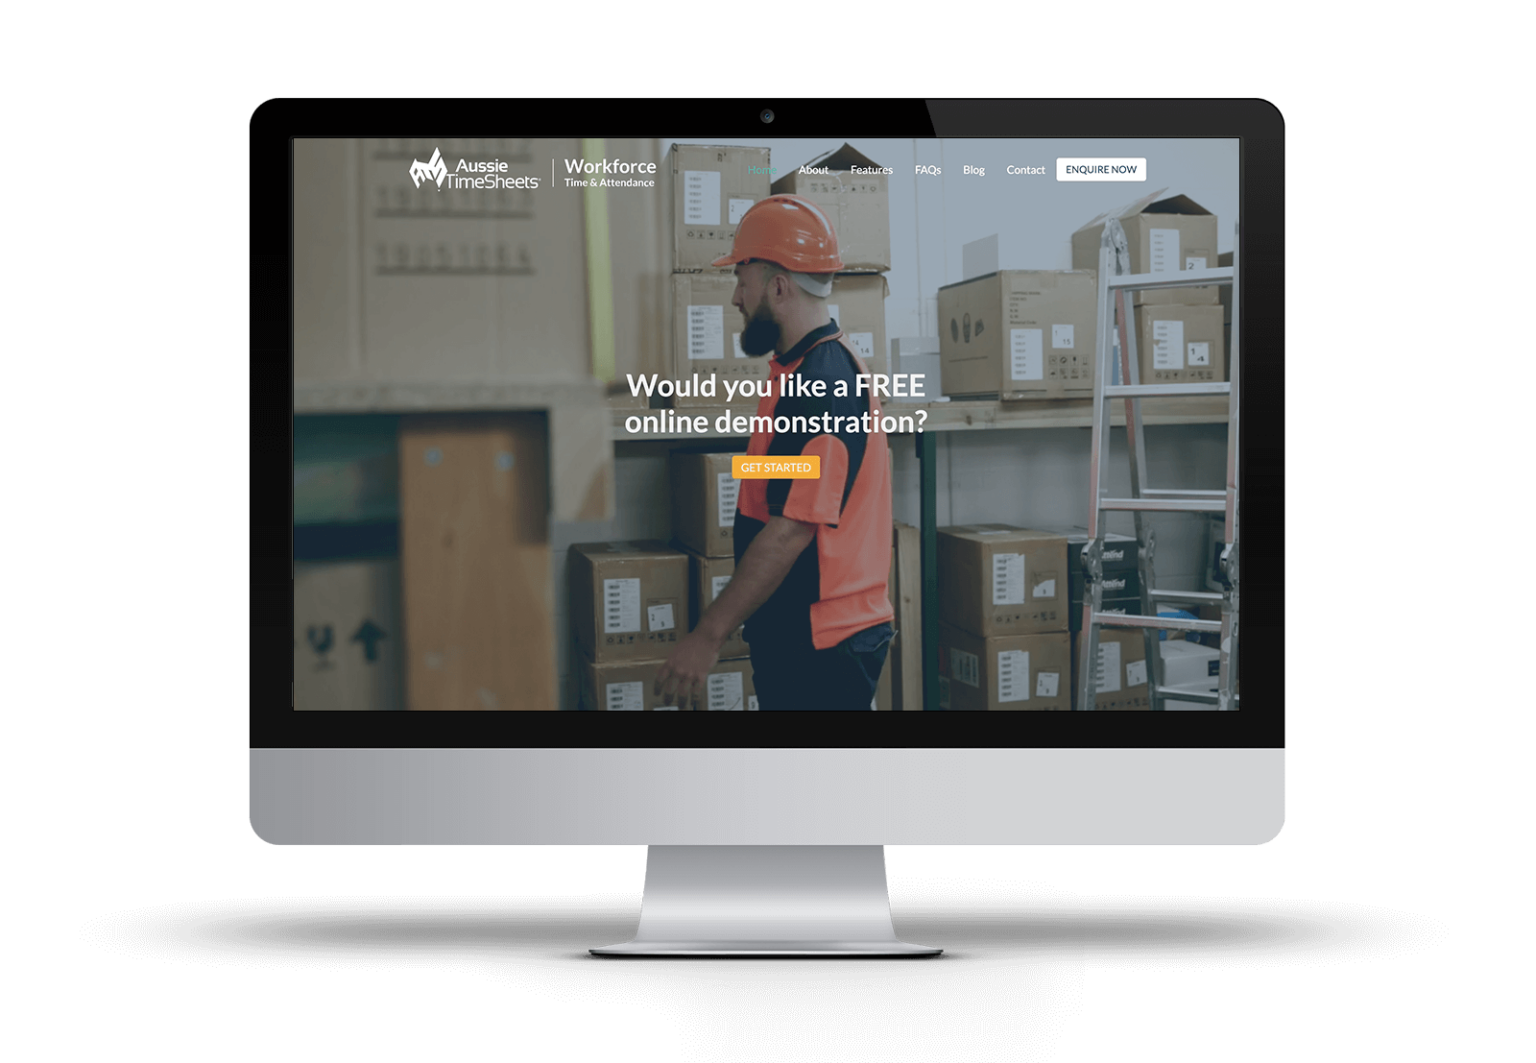 Aussie
TimeSheets
Workforce
Time & Attendance
Home
About
Features
FAQs
Blog
Contact
ENQUIRE NOW
Would you like a FREE
online demonstration?
GET STARTED